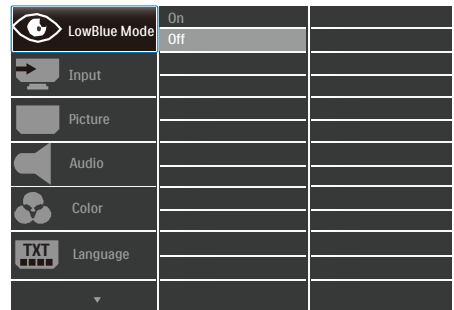 LowBlue Mode
On
Off
Input
Picture
Audio
Color
TXT
Language